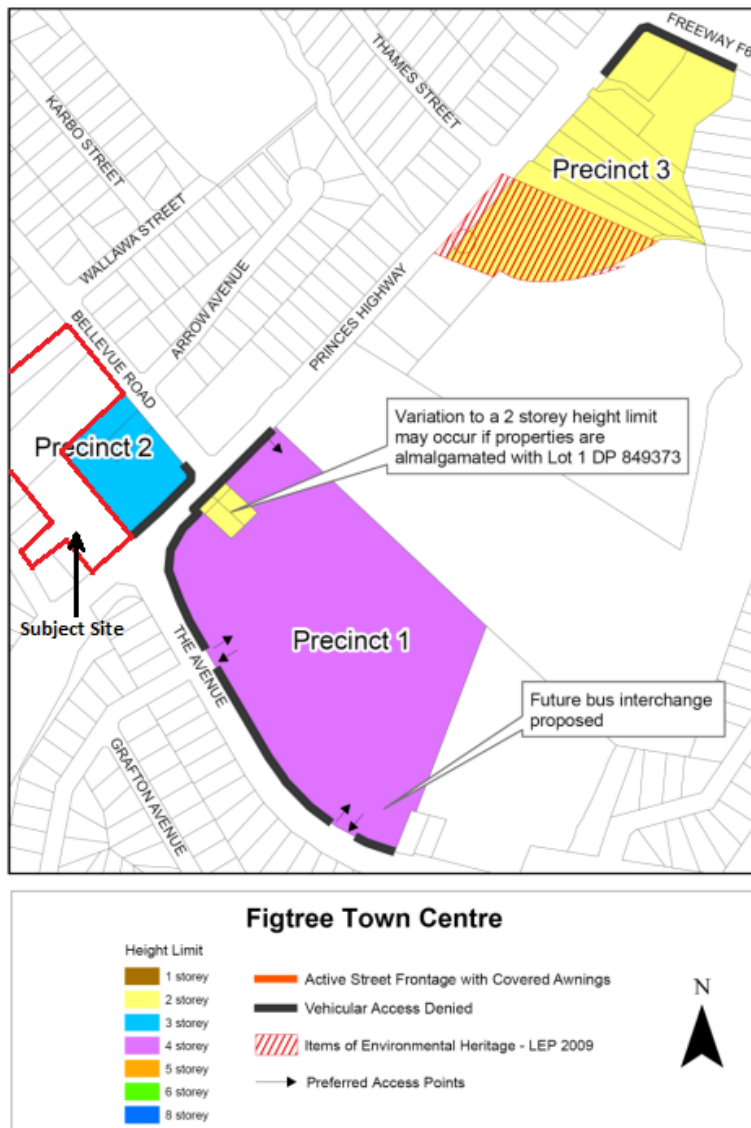 FREEWAY F6
THAMES STREET
KARBO STREET
Precinct 3
WALLAWA STREET
ARROW AVENUE
PRINCES HIGHWAY
BELLEVUE ROAD
Variation to a 2 storey height limit
may occur if properties are
almalgamated with Lot 1 DP 849373
Precinct 2
Subject Site
Precinct 1
THE AVENUE
Future bus interchange
proposed
GRAFTON AVENUE
Figtree Town Centre
Height Limit
1 storey
2 storey
3 storey
4 storey
5 storey
6 storey
8 storey
Active Street Frontage with Covered Awnings
Vehicular Access Denied
Items of Environmental Heritage - LEP 2009
Preferred Access Points
N